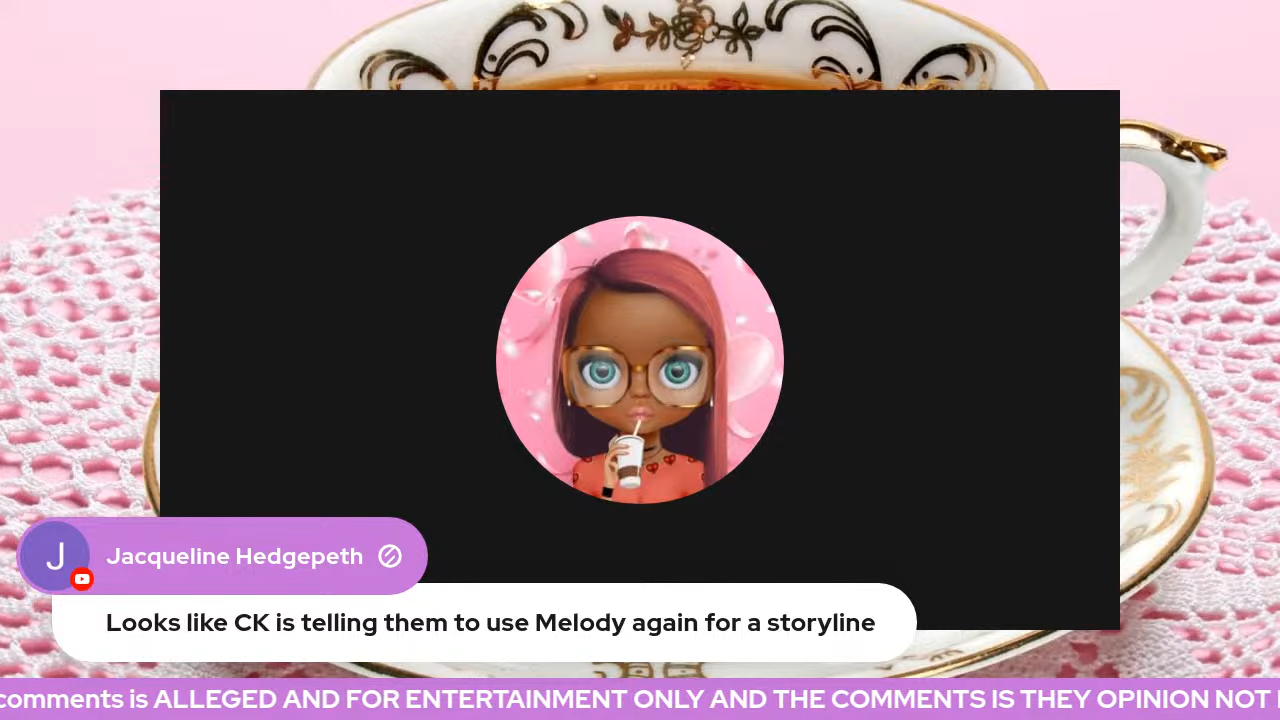 J
Jacqueline Hedgepeth
Looks like CK is telling them to use Melody again for a storyline
comments is ALLEGED AND FOR ENTERTAINMENT ONLY AND THE COMMENTS IS THEY OPINION NOT